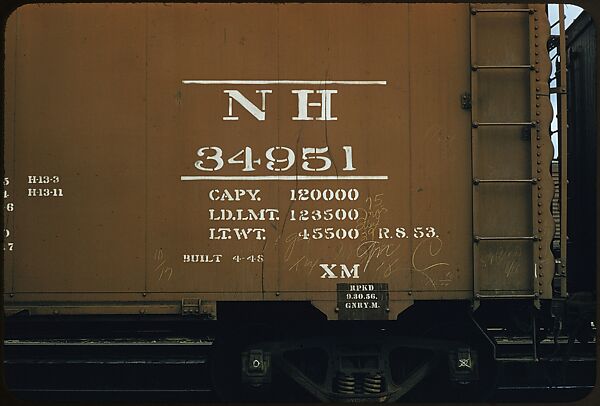 N H
34951
H-13-3
H-13-11
CAPY. 120000
LD.LMT. 123500
LT.WT. 45500 R.S. 53.
BUILT 4-48
XM
RPKD
9.30.56.
GNRY.M.